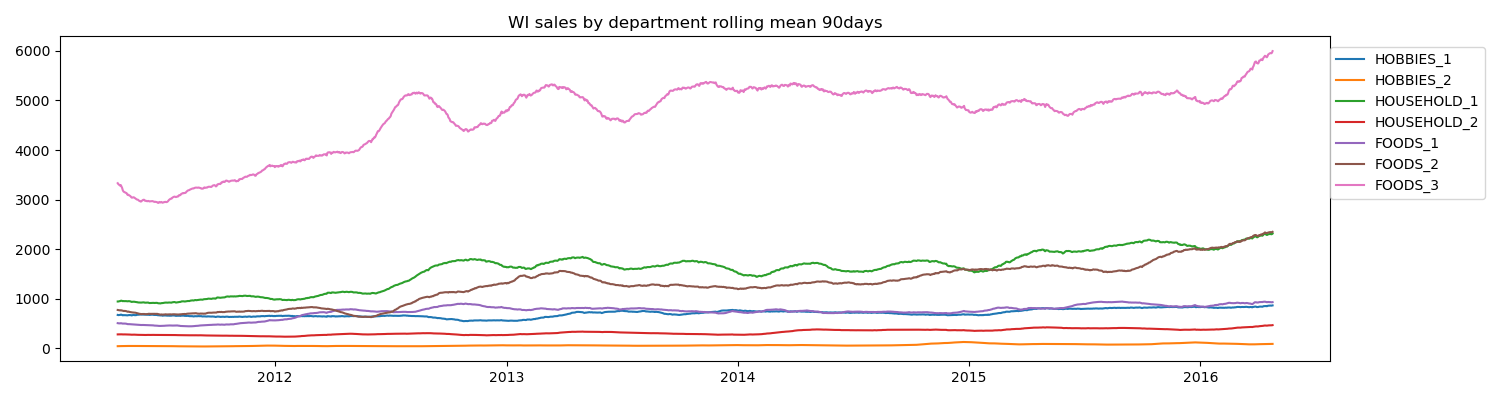 WI sales by department rolling mean 90days
6000
5000
4000
3000
2000
1000
0
2012 2013 2014 2015 2016
HOBBIES_1
HOBBIES_2
HOUSEHOLD_1
HOUSEHOLD_2
FOODS_1
FOODS_2
FOODS_3